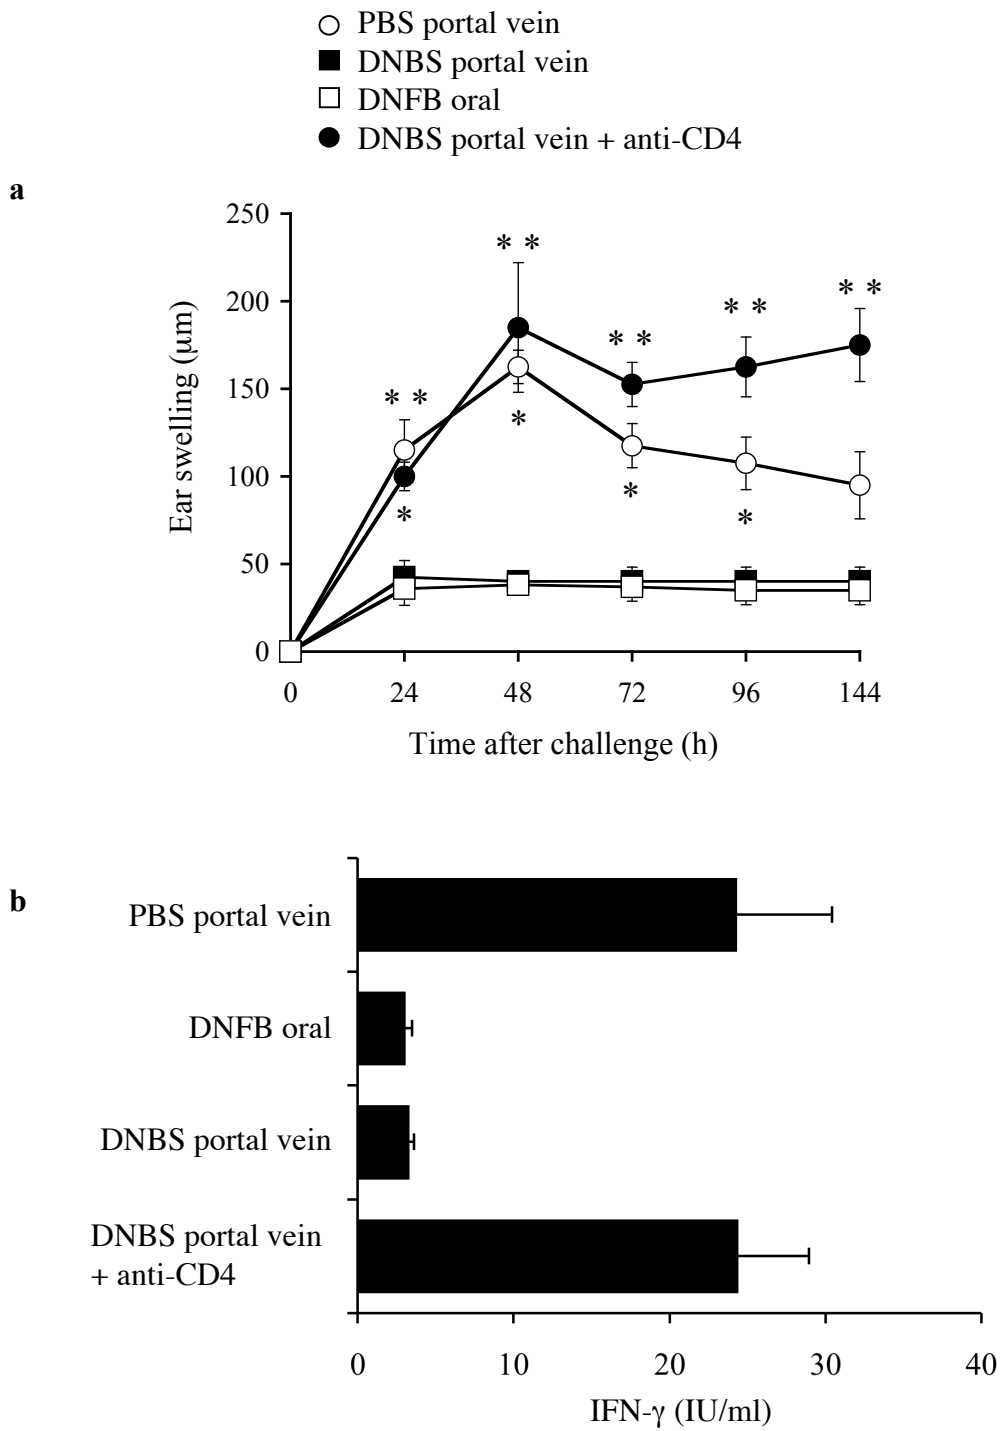 PBS portal vein
DNBS portal vein
DNFB oral
DNBS portal vein + anti-CD4
a
250
200
150
100
50
0
Ear swelling (μm)
* *
* *
* *
* *
* *
*
*
*
*
0 24 48 72 96 144
Time after challenge (h)
b
PBS portal vein
DNFB oral
DNBS portal vein
DNBS portal vein
+ anti-CD4
0 10 20 30 40
IFN-γ (IU/ml)